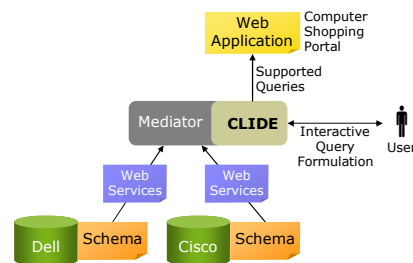 Web
Application
Computer
Shopping
Portal
Supported
Queries
Mediator
CLIDE
Interactive
Query
Formulation
User
Web
Services
Web
Services
Dell
Schema
Cisco
Schema